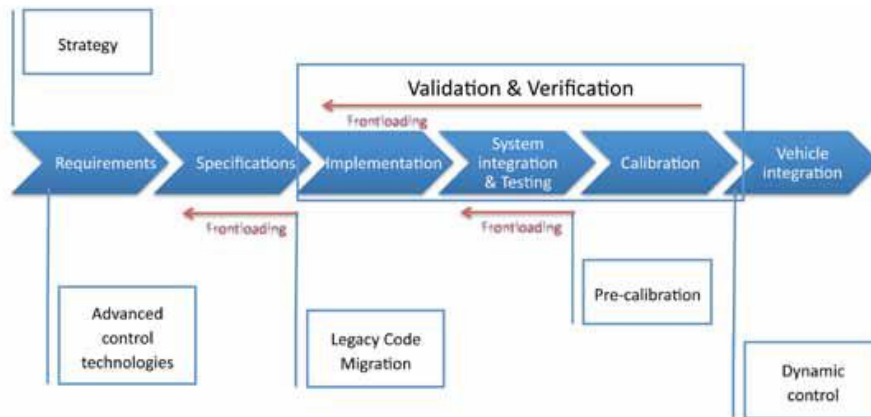 Strategy
Validation & Verification
Frontloading
Requirements
Specifications
Implementation
System
integration
& Testing
Calibration
Vehicle
integration
Frontloading
Frontloading
Advanced
control
technologies
Legacy Code
Migration
Pre-calibration
Dynamic
control